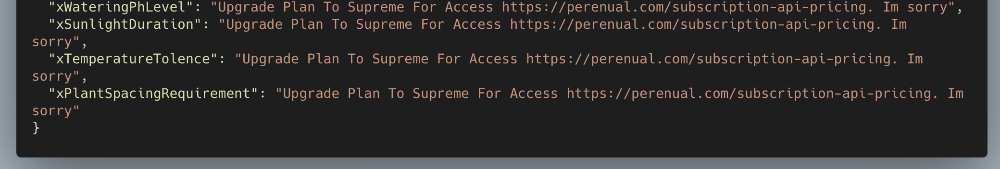 "xWateringPhLevel": "Upgrade Plan To Supreme For Access https://perenual.com/subscription-api-pricing. Im sorry",
"xSunlightDuration": "Upgrade Plan To Supreme For Access https://perenual.com/subscription-api-pricing. Im
sorry",
"xTemperatureTolence": "Upgrade Plan To Supreme For Access https://perenual.com/subscription-api-pricing. Im
sorry",
"xPlantSpacingRequirement": "Upgrade Plan To Supreme For Access https://perenual.com/subscription-api-pricing. Im
sorry"
}